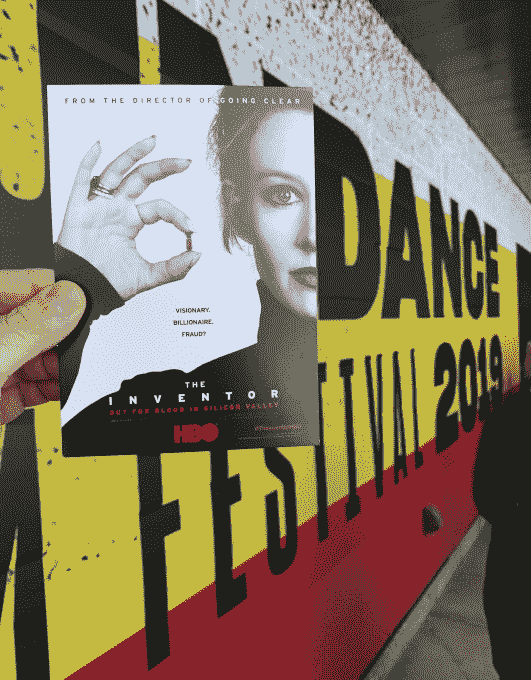 FROM THE DIRECTOR OF GOING CLEAR
VISIONARY.
BILLIONAIRE.
FRAUD?
THE
INVENTOR
OUT FOR BLOOD IN SILICON VALLEY
HBO
DANCE
FESTIVAL 2019